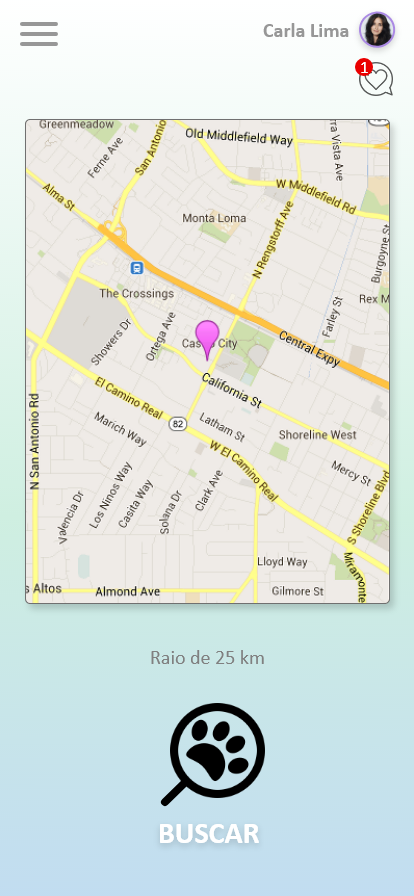 Carla Lima
1
Greenmeadow
Ferne Ave
San Antonio
Old Middlefield Way
rra Vista Ave
Alma St
W Middlefield Rd
Monta Loma
N Rengstorff Ave
Burgoyne St
The Crossings
Rex M
Showers Dr
Ortega Ave
Farley St
City
Central Expy
El Camino Real
California St
82
N San Antonio Rd
Marich Way
Latham St
Shoreline West
W El Camino Real
Mercy St
Los Ninos Way
Casita Way
Clark Ave
Valencia Dr
Solana Dr
S Shoreline Blvd
Miramonte
Lloyd Way
s Altos
Almond Ave
Gilmore St
Raio de 25 km
BUSCAR